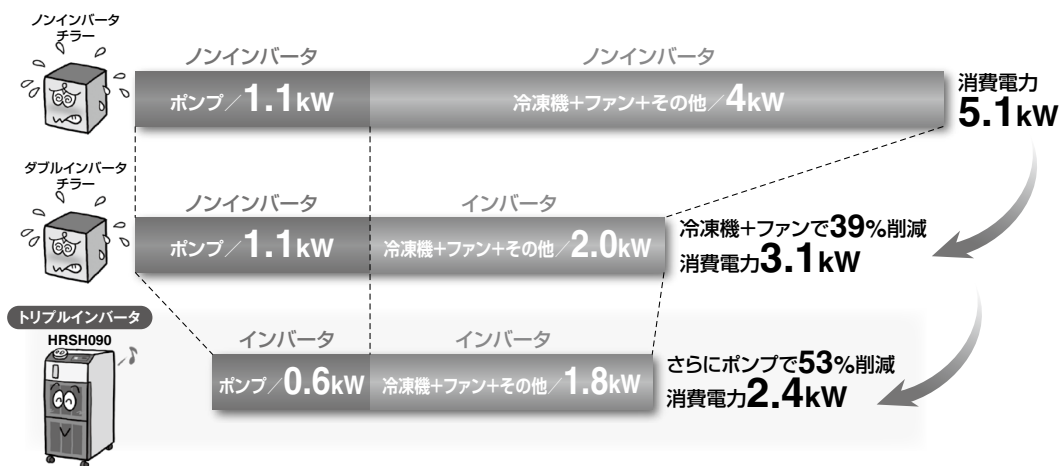 ノンインバータ
チラー
ノンインバータ
ノンインバータ
ポンプ/1.1kW
冷凍機+ファン+その他/4kW
消費電力
5.1kW
ダブルインバータ
チラー
ノンインバータ
インバータ
ポンプ/1.1kW
冷凍機+ファン+その他/2.0kW
冷凍機+ファンで39%削減
消費電力3.1kW
トリプルインバータ
HRSH090
インバータ
インバータ
ポンプ/0.6kW
冷凍機+ファン+その他/1.8kW
さらにポンプで53%削減
消費電力2.4kW